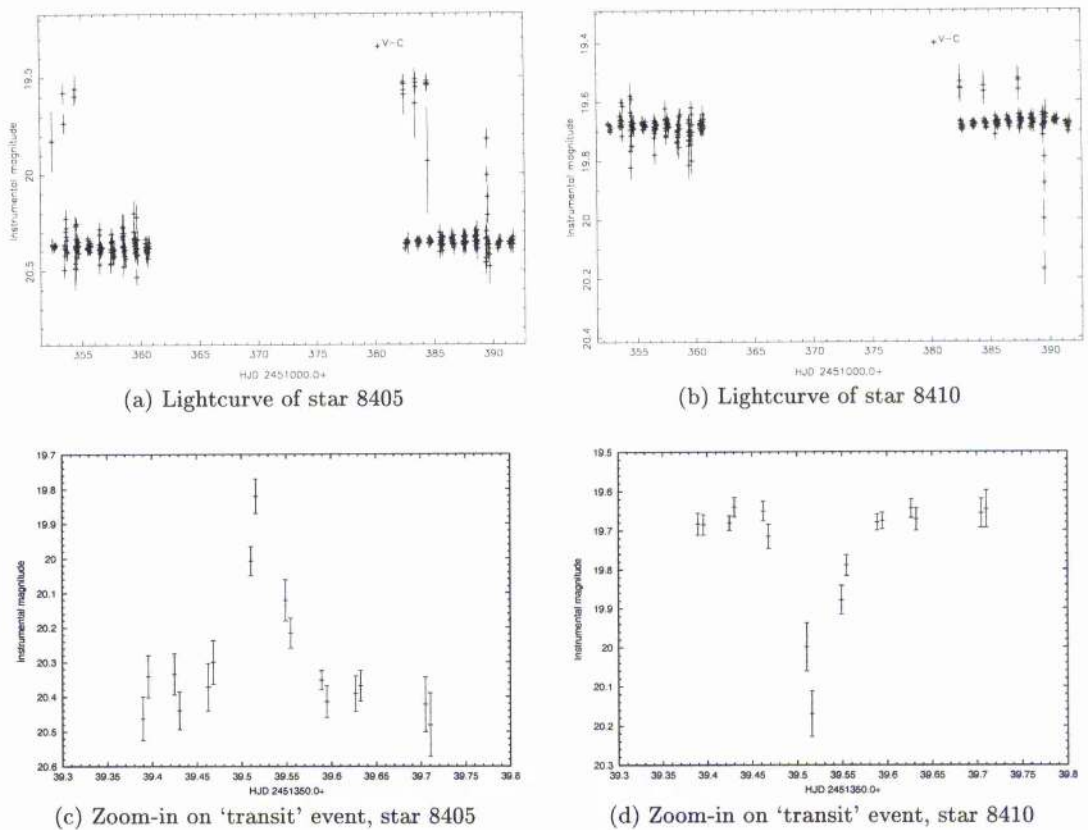 V-C
Instrumental magnitude
19.5
20
20.5
355
360
365
370
375
380
385
390
HJD 2451000.0+
(a) Lightcurve of star 8405
V-C
Instrumental magnitude
19.4
19.6
19.8
20
20.2
20.4
355
360
365
370
375
380
385
390
HJD 2451000.0+
(b) Lightcurve of star 8410
Instrumental magnitude
19.7
19.8
19.9
20
20.1
20.2
20.3
20.4
20.5
20.6
39.3 39.35 39.4 39.45 39.5 39.55 39.6 39.65 39.7 39.75 39.8
HJD 2451350.0+
(c) Zoom-in on ‘transit’ event, star 8405
Instrumental magnitude
19.5
19.6
19.7
19.8
19.9
20
20.1
20.2
20.3
39.3 39.35 39.4 39.45 39.5 39.55 39.6 39.65 39.7 39.75 39.8
HJD 2451350.0+
(d) Zoom-in on ‘transit’ event, star 8410